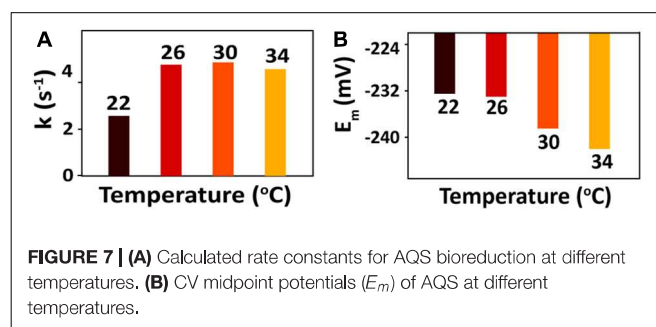 A
k (s⁻¹)
4
2
0
22
26
30
34
Temperature (°C)
B
Eₘ (mV)
-224
-232
-240
22
26
30
34
Temperature (°C)
FIGURE 7 | (A) Calculated rate constants for AQS bioreduction at different
temperatures. (B) CV midpoint potentials (Eₘ) of AQS at different
temperatures.